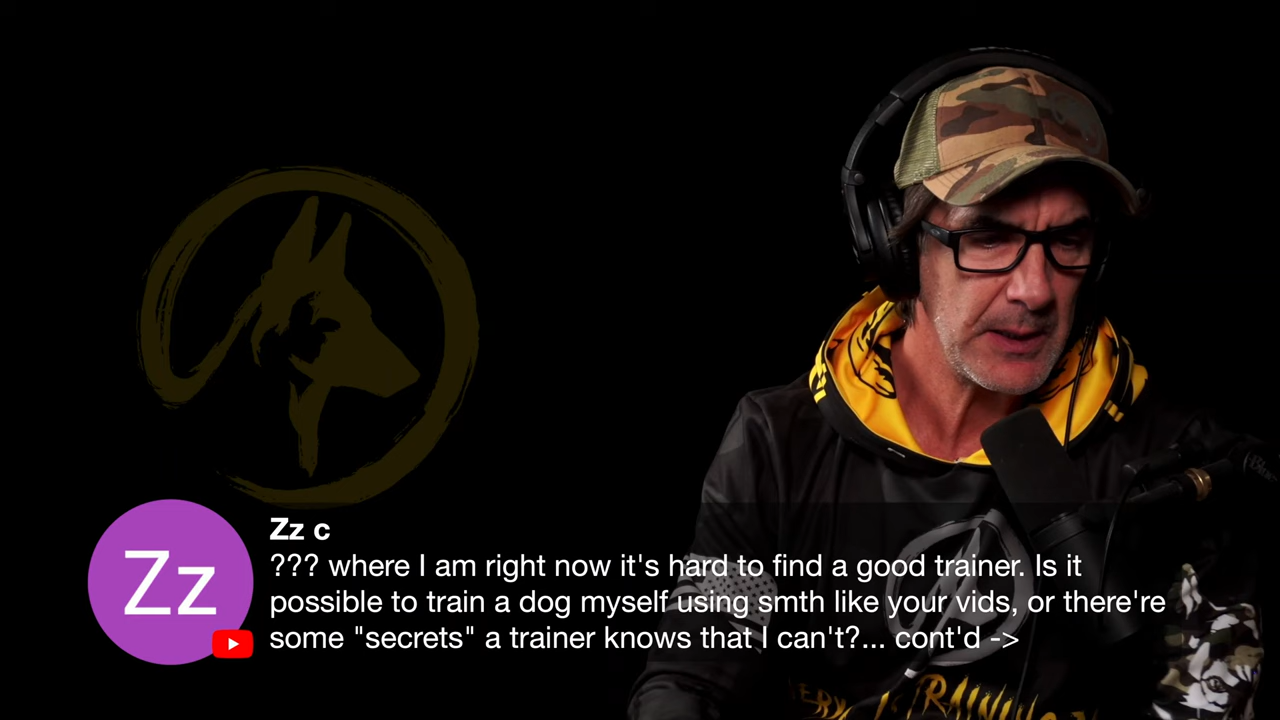 Zz c
Zz
??? where I am right now it's hard to find a good trainer. Is it
possible to train a dog myself using smth like your vids, or there're
some "secrets" a trainer knows that I can't?... cont'd ->